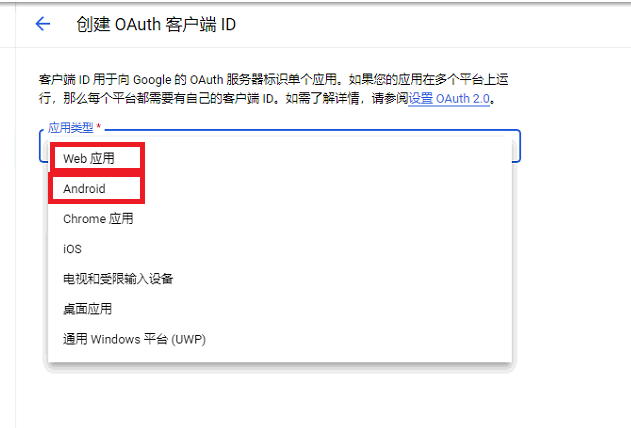 创建 OAuth 客户端 ID
客户端 ID 用于向 Google 的 OAuth 服务器标识单个应用。如果您的应用在多个平台上运
行，那么每个平台都需要有自己的客户端 ID。如需了解详情，请参阅设置 OAuth 2.0。
应用类型 *
Web 应用
Android
Chrome 应用
iOS
电视和受限输入设备
桌面应用
通用 Windows 平台 (UWP)